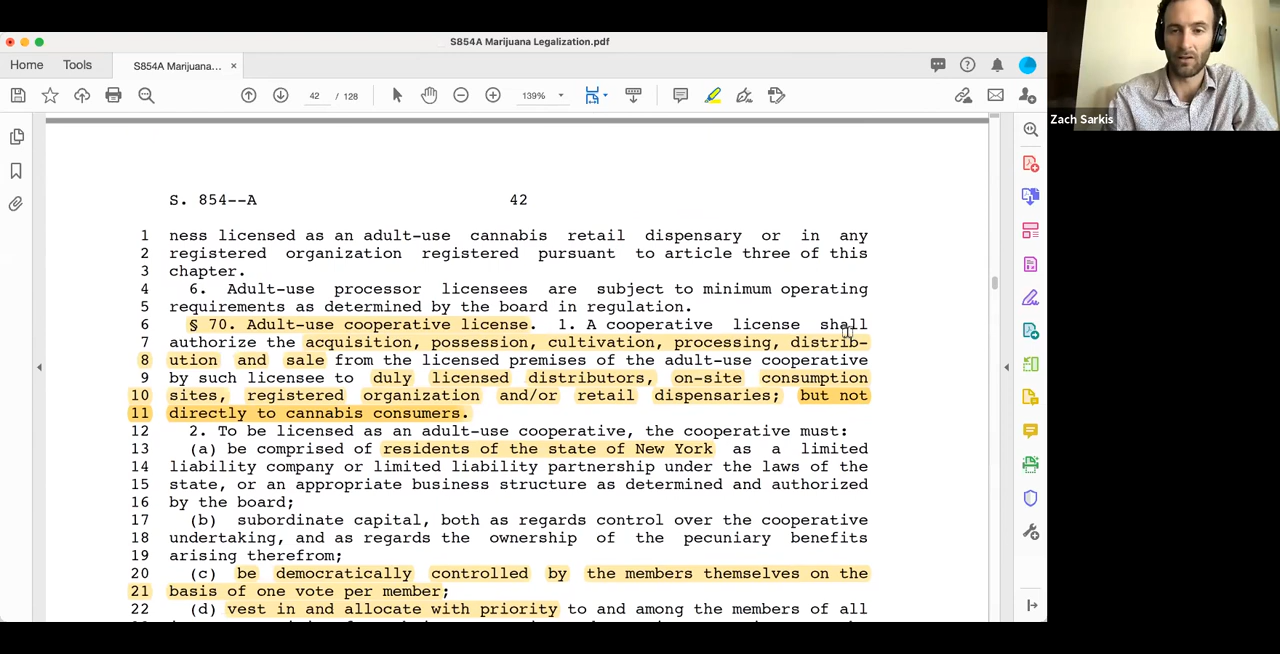 S854A Marijuana Legalization.pdf
Home Tools S854A Marijuana... ×
42 / 128 139%
Zach Sarkis
S. 854--A 42
1 ness licensed as an adult-use cannabis retail dispensary or in any
2 registered organization registered pursuant to article three of this
3 chapter.
4 6. Adult-use processor licensees are subject to minimum operating
5 requirements as determined by the board in regulation.
6 § 70. Adult-use cooperative license. 1. A cooperative license shall
7 authorize the acquisition, possession, cultivation, processing, distrib-
8 ution and sale from the licensed premises of the adult-use cooperative
9 by such licensee to duly licensed distributors, on-site consumption
10 sites, registered organization and/or retail dispensaries; but not
11 directly to cannabis consumers.
12 2. To be licensed as an adult-use cooperative, the cooperative must:
13 (a) be comprised of residents of the state of New York as a limited
14 liability company or limited liability partnership under the laws of the
15 state, or an appropriate business structure as determined and authorized
16 by the board;
17 (b) subordinate capital, both as regards control over the cooperative
18 undertaking, and as regards the ownership of the pecuniary benefits
19 arising therefrom;
20 (c) be democratically controlled by the members themselves on the
21 basis of one vote per member;
22 (d) vest in and allocate with priority to and among the members of all